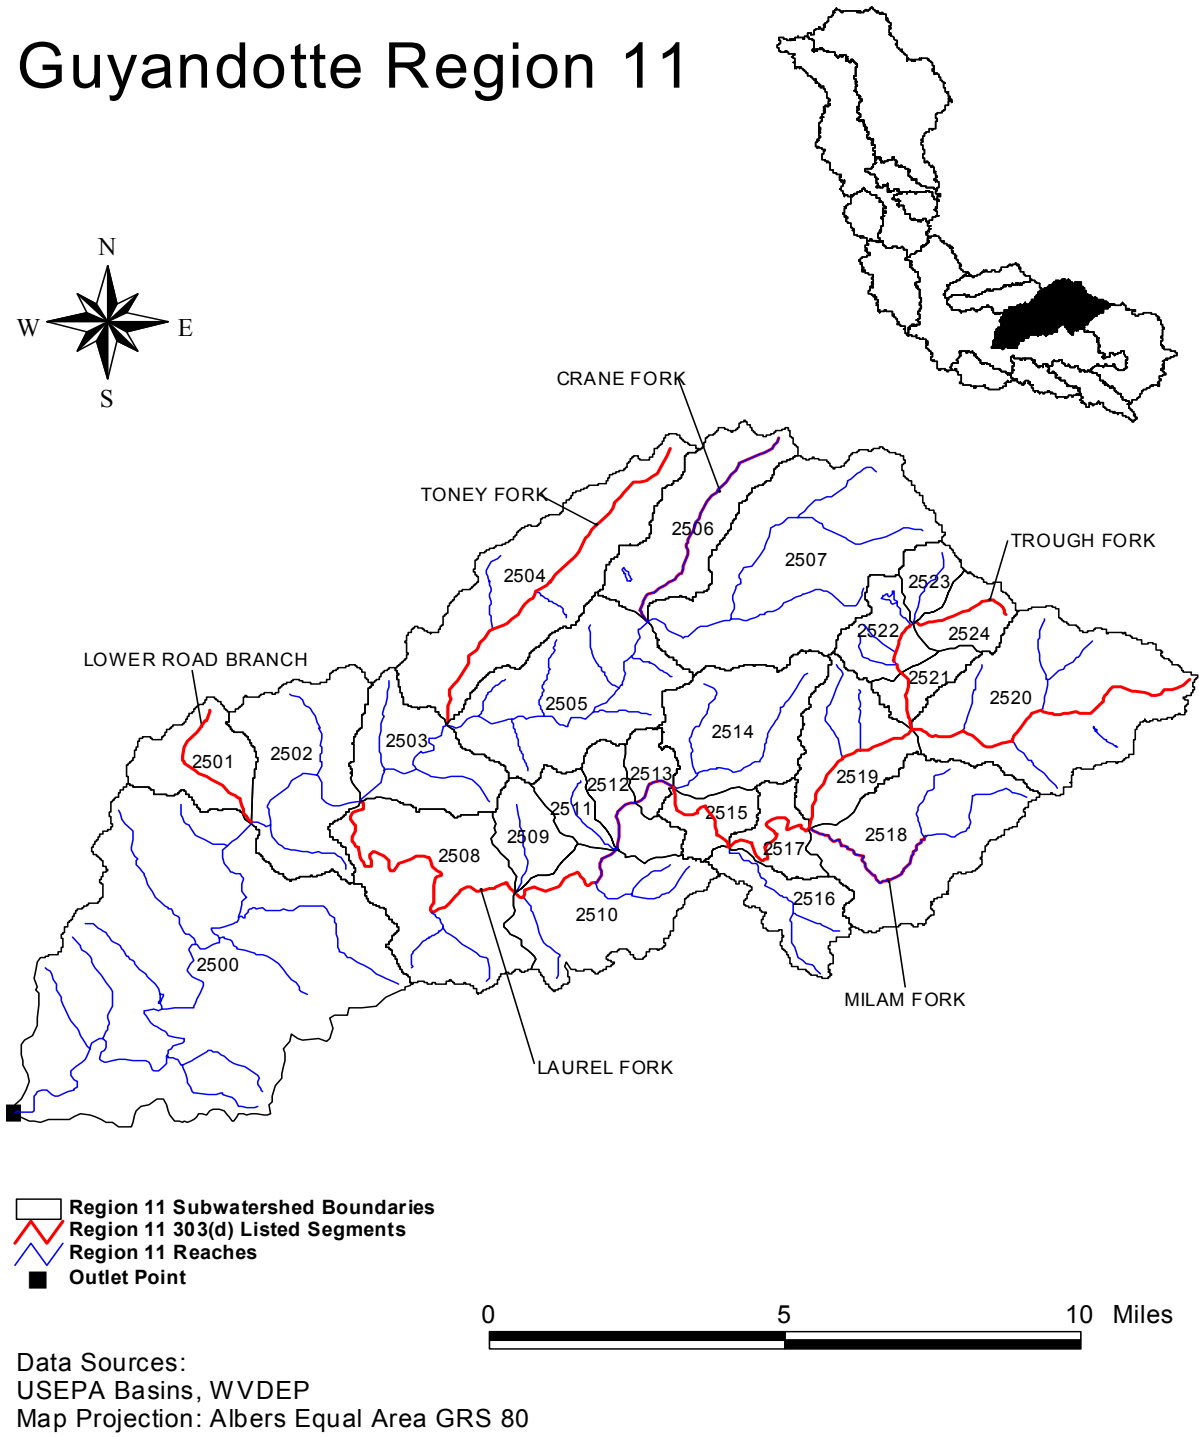 Guyandotte Region 11
N
W
E
S
CRANE FORK
TONEY FORK
2506
2507
TROUGH FORK
2504
2523
2522
2524
LOWER ROAD BRANCH
2521
2520
2505
2514
2503
2502
2501
2513
2519
2512
2511
2515
2518
2509
2517
2508
2516
2510
2500
MILAM FORK
LAUREL FORK
Region 11 Subwatershed Boundaries
Region 11 303(d) Listed Segments
Region 11 Reaches
Outlet Point
0 5 10 Miles
Data Sources:
USEPA Basins, WVDEP
Map Projection: Albers Equal Area GRS 80